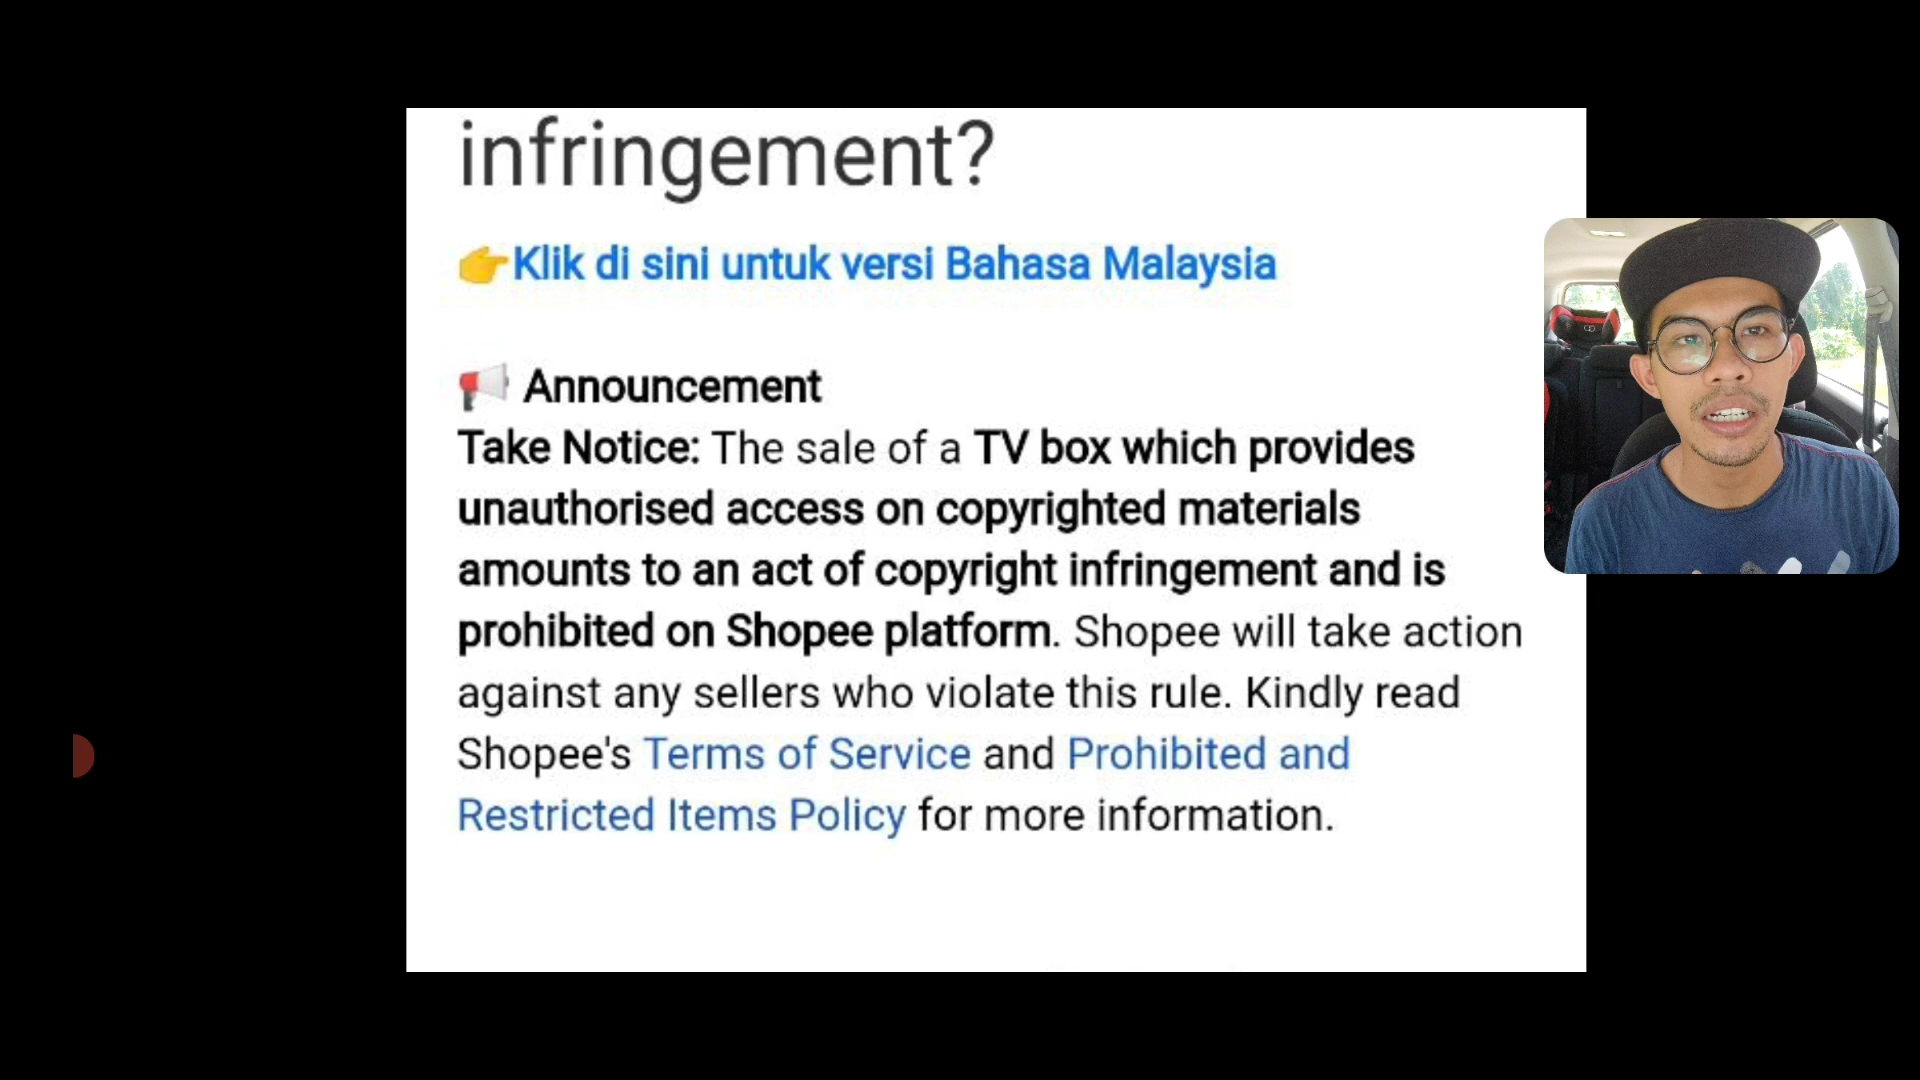 infringement?
👉Klik di sini untuk versi Bahasa Malaysia
📢 Announcement
Take Notice: The sale of a TV box which provides
unauthorised access on copyrighted materials
amounts to an act of copyright infringement and is
prohibited on Shopee platform. Shopee will take action
against any sellers who violate this rule. Kindly read
Shopee's Terms of Service and Prohibited and
Restricted Items Policy for more information.